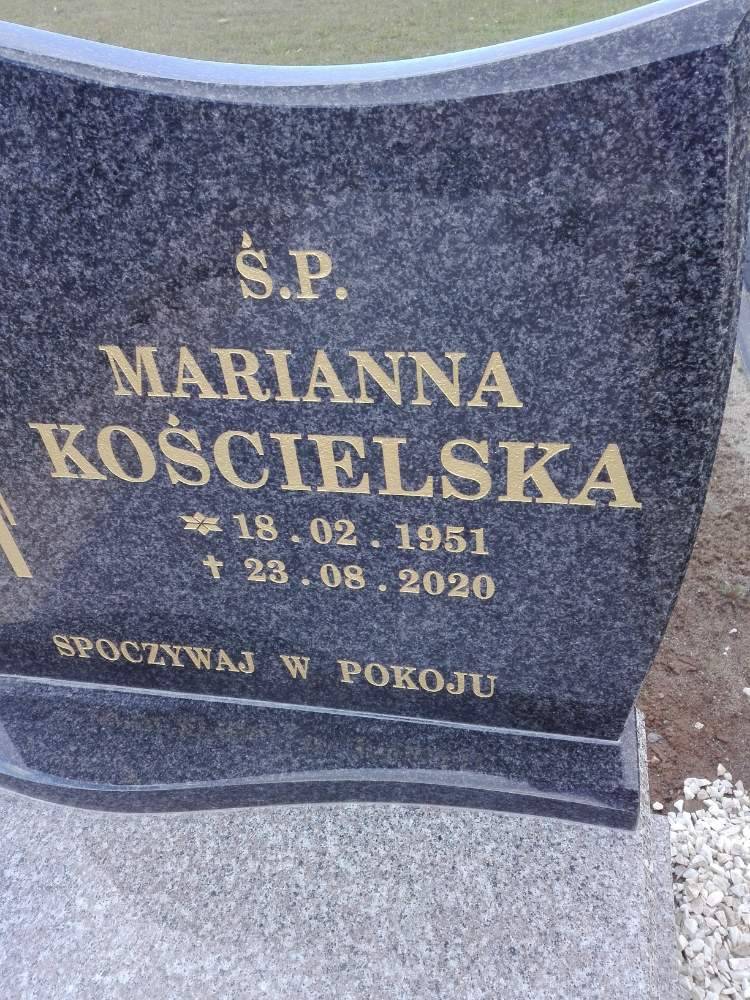 Ś.P.
MARIANNA
KOŚCIELSKA
18.02.1951
✝ 23.08.2020
SPOCZYWAJ W POKOJU